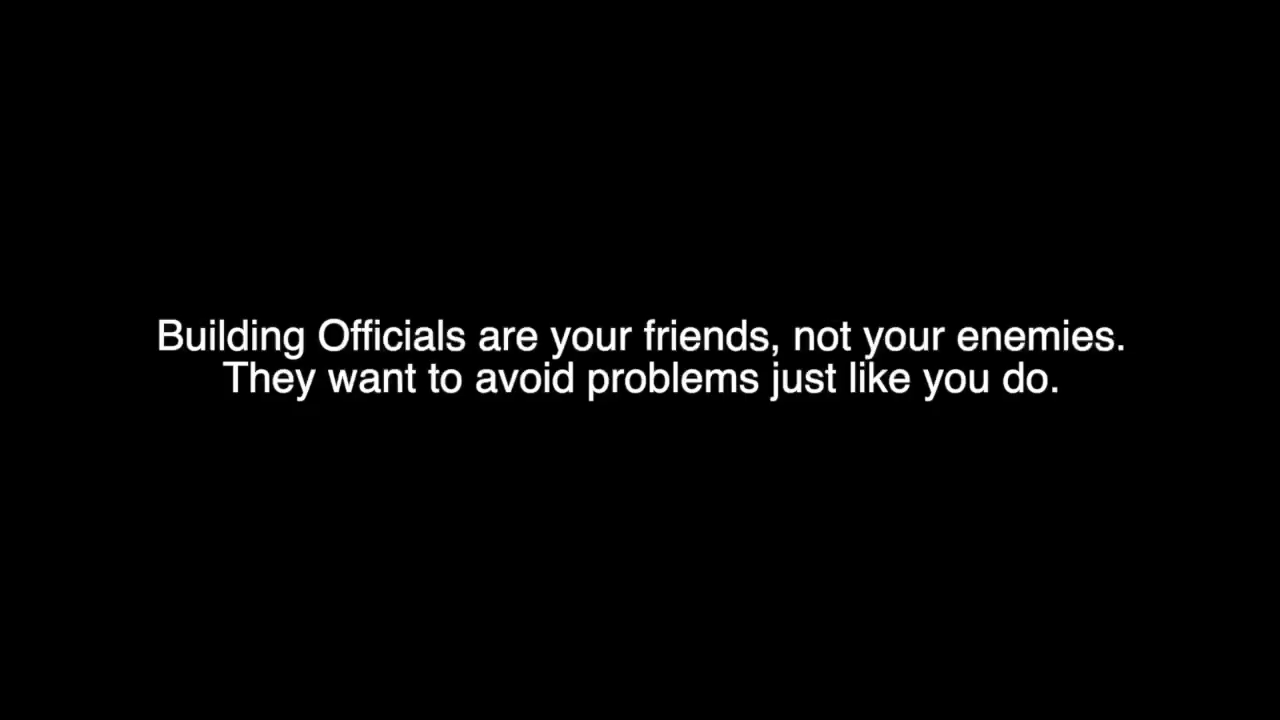 Building Officials are your friends, not your enemies.
They want to avoid problems just like you do.